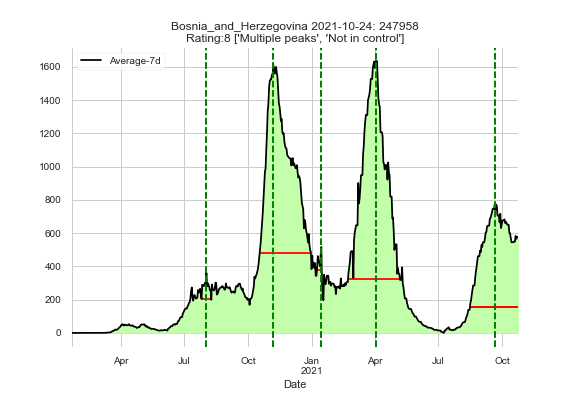 Bosnia_and_Herzegovina 2021-10-24: 247958
Rating:8 ['Multiple peaks', 'Not in control']
Average-7d
1600
1400
1200
1000
800
600
400
200
0
Apr Jul Oct Jan Apr Jul Oct
2021
Date